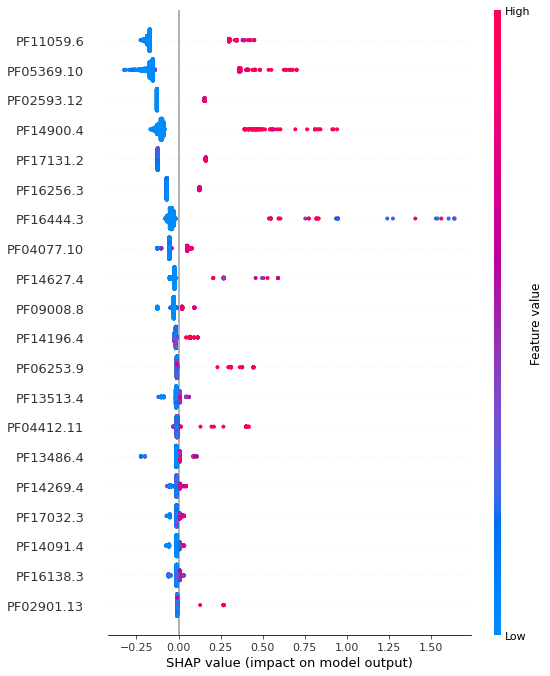 High
PF11059.6
PF05369.10
PF02593.12
PF14900.4
PF17131.2
PF16256.3
PF16444.3
PF04077.10
PF14627.4
PF09008.8
PF14196.4
PF06253.9
PF13513.4
PF04412.11
PF13486.4
PF14269.4
PF17032.3
PF14091.4
PF16138.3
PF02901.13
Feature value
Low
−0.25 0.00 0.25 0.50 0.75 1.00 1.25 1.50
SHAP value (impact on model output)